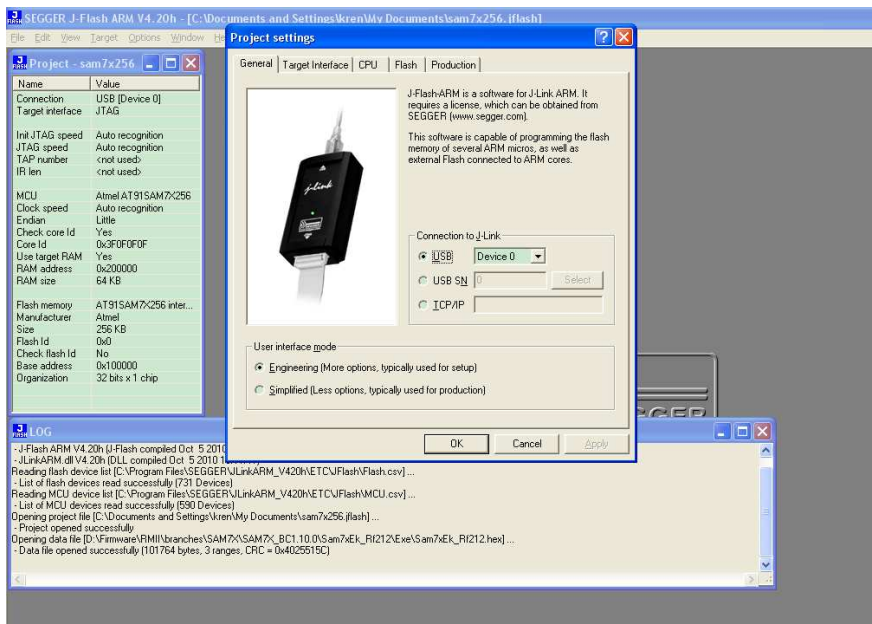 SEGGER J-Flash ARM V4.20h - [C:\Documents and Settings\kren\My Documents\sam7x256.jflash]
File Edit View Target Options Window He
Project - sam7x256
Name Value
Connection USB [Device 0]
Target interface JTAG
Init JTAG speed Auto recognition
JTAG speed Auto recognition
TAP number <not used>
IR len <not used>
MCU Atmel AT91SAM7X256
Clock speed Auto recognition
Endian Little
Check core Id Yes
Core Id 0x3F0F0F0F
Use target RAM Yes
RAM address 0x200000
RAM size 64 KB
Flash memory AT91SAM7X256 inter...
Manufacturer Atmel
Size 256 KB
Flash Id 0x0
Check flash Id No
Base address 0x100000
Organization 32 bits x 1 chip
Project settings
General Target Interface CPU Flash Production
J-Flash-ARM is a software for J-Link ARM. It
requires a license, which can be obtained from
SEGGER (www.segger.com).
This software is capable of programming the flash
memory of several ARM micros, as well as
external Flash connected to ARM cores.
J-Link
Connection to J-Link
USB Device 0
USB SN 0 Select
TCP/IP
User interface mode
Engineering (More options, typically used for setup)
Simplified (Less options, typically used for production)
OK Cancel Apply
SEGGER
LOG
- J-Flash ARM V4.20h (J-Flash compiled Oct 5 2010
- JLinkARM.dll V4.20h (DLL compiled Oct 5 2010
Reading flash device list [C:\Program Files\SEGGER\JLinkARM_V420h\ETC\JFlash\Flash.csv] ...
- List of flash devices read successfully (731 Devices)
Reading MCU device list [C:\Program Files\SEGGER\JLinkARM_V420h\ETC\JFlash\MCU.csv] ...
- List of MCU devices read successfully (590 Devices)
Opening project file [C:\Documents and Settings\kren\My Documents\sam7x256.jflash] ...
- Project opened successfully
Opening data file [D:\Firmware\RMII\branches\SAM7X\SAM7X_BC1.10.0\Sam7xEk_Rf212\Exe\Sam7xEk_Rf212.hex] ...
- Data file opened successfully (101764 bytes, 3 ranges, CRC = 0x4025515C)